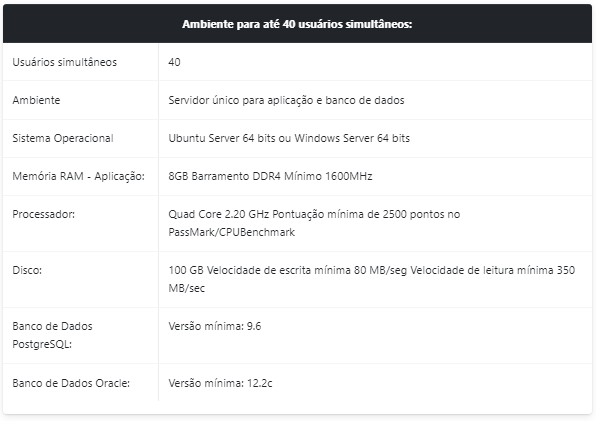 Ambiente para até 40 usuários simultâneos:
Usuários simultâneos 40
Ambiente Servidor único para aplicação e banco de dados
Sistema Operacional Ubuntu Server 64 bits ou Windows Server 64 bits
Memória RAM - Aplicação: 8GB Barramento DDR4 Mínimo 1600MHz
Processador: Quad Core 2.20 GHz Pontuação mínima de 2500 pontos no
PassMark/CPUBenchmark
Disco: 100 GB Velocidade de escrita mínima 80 MB/seg Velocidade de leitura mínima 350
MB/sec
Banco de Dados
PostgreSQL: Versão mínima: 9.6
Banco de Dados Oracle: Versão mínima: 12.2c